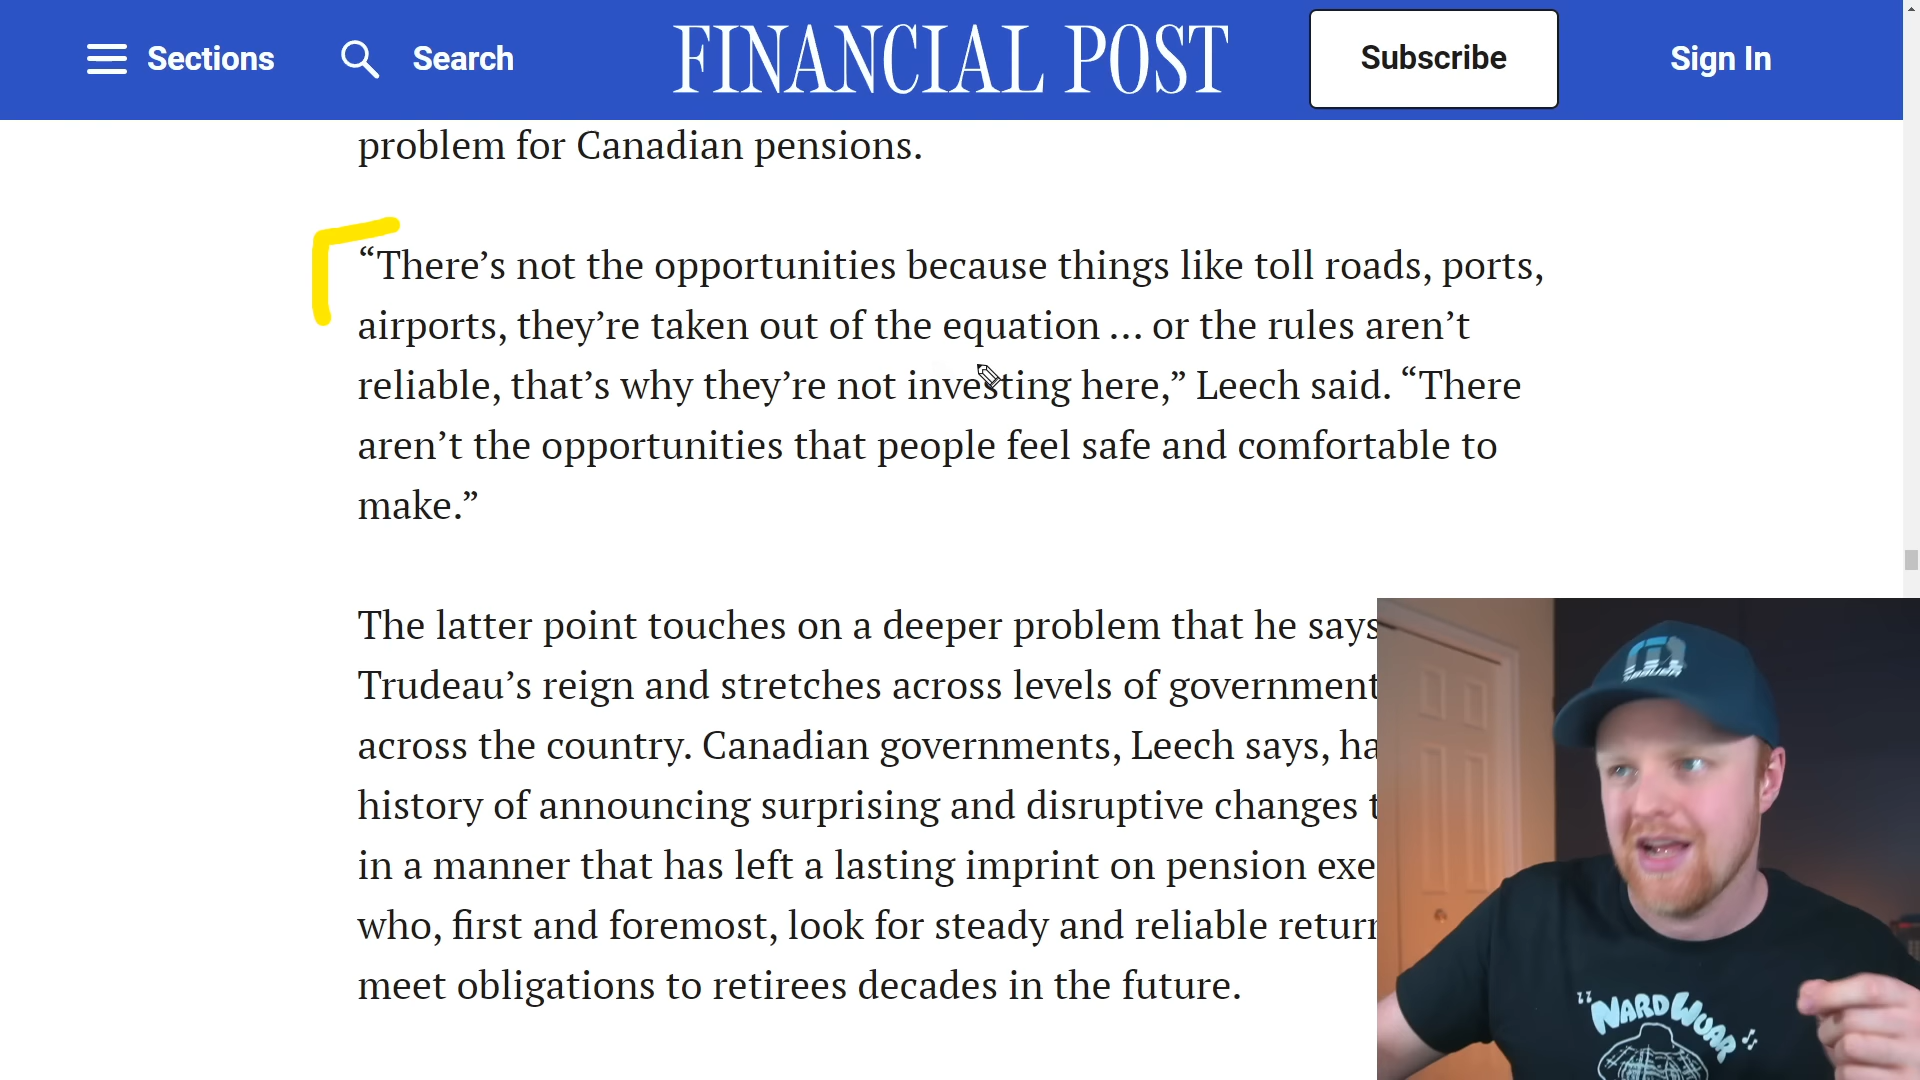 Sections
Search
FINANCIAL POST
Subscribe
Sign In
problem for Canadian pensions.
“There’s not the opportunities because things like toll roads, ports,
airports, they’re taken out of the equation … or the rules aren’t
reliable, that’s why they’re not investing here,” Leech said. “There
aren’t the opportunities that people feel safe and comfortable to
make.”
The latter point touches on a deeper problem that he says
Trudeau’s reign and stretches across levels of government
across the country. Canadian governments, Leech says, ha
history of announcing surprising and disruptive changes t
in a manner that has left a lasting imprint on pension exe
who, first and foremost, look for steady and reliable return
meet obligations to retirees decades in the future.
NARDWUAR